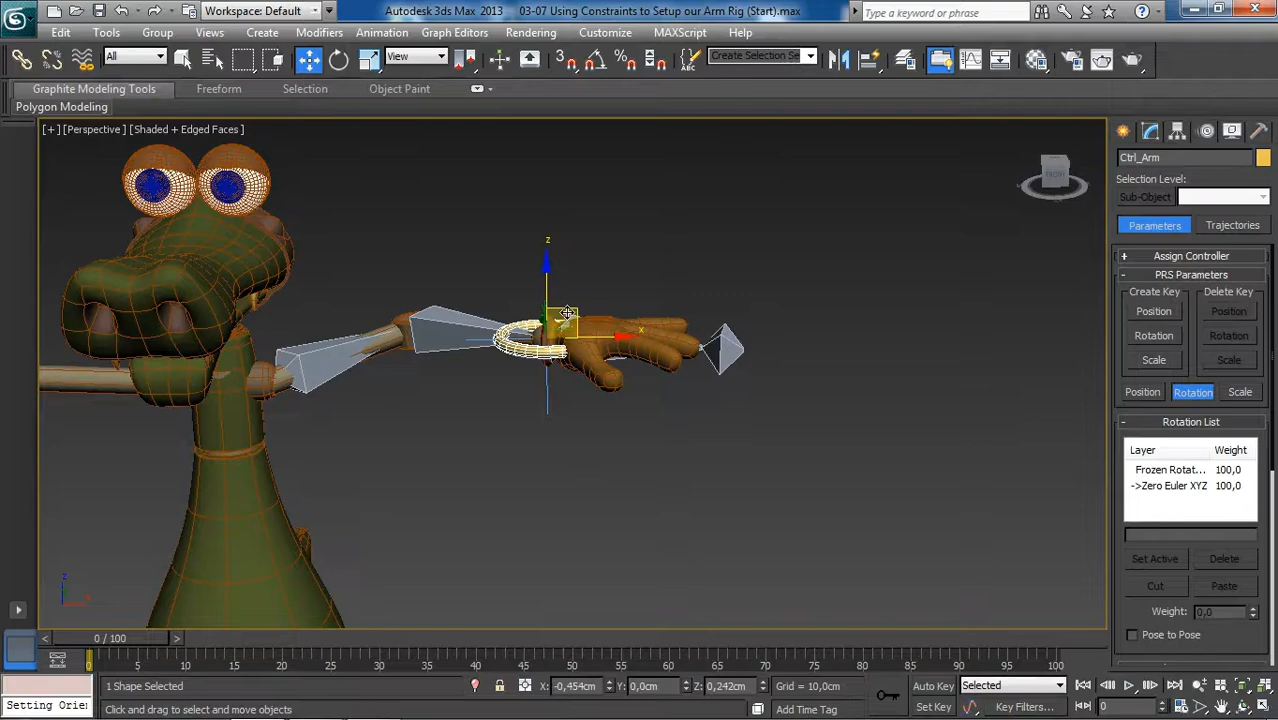 Workspace: Default
Autodesk 3ds Max 2013 03-07 Using Constraints to Setup our Arm Rig (Start).max
Type a keyword or phrase
Edit Tools Group Views Create Modifiers Animation Graph Editors Rendering Customize MAXScript Help
All
View
Create Selection Se
Graphite Modeling Tools Freeform Selection Object Paint
Polygon Modeling
[+] [Perspective] [Shaded + Edged Faces]
FRONT
Ctrl_Arm
Selection Level:
Sub-Object
Parameters Trajectories
+ Assign Controller
- PRS Parameters
Create Key Delete Key
Position Position
Rotation Rotation
Scale Scale
Position Rotation Scale
- Rotation List
Layer Weight
Frozen Rotat... 100,0
->Zero Euler XYZ 100,0
Set Active Delete
Cut Paste
Weight: 0,0
Pose to Pose
z
x
z
x
< 0 / 100 >
0 5 10 15 20 25 30 35 40 45 50 55 60 65 70 75 80 85 90 95 100
1 Shape Selected
X: -0,454cm Y: 0,0cm Z: 0,242cm Grid = 10,0cm
Auto Key Selected
Setting Orie
Click and drag to select and move objects
Add Time Tag
Set Key Key Filters... 0